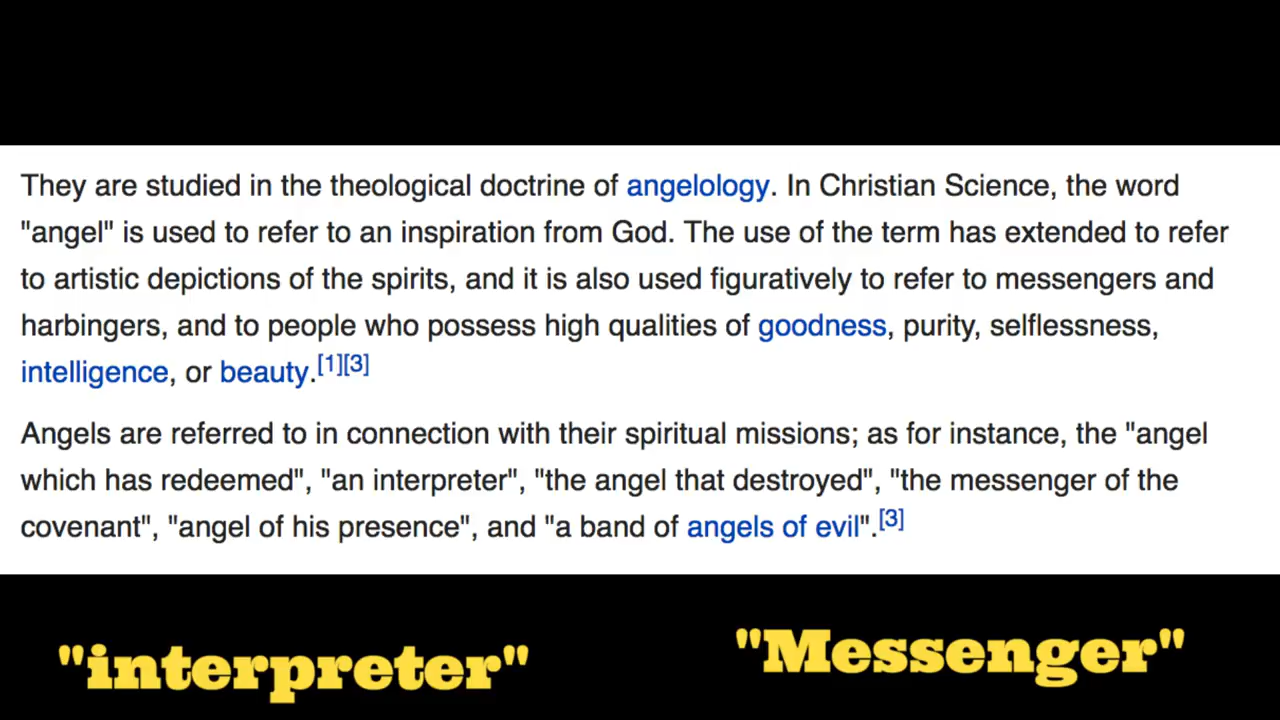 They are studied in the theological doctrine of angelology. In Christian Science, the word
"angel" is used to refer to an inspiration from God. The use of the term has extended to refer
to artistic depictions of the spirits, and it is also used figuratively to refer to messengers and
harbingers, and to people who possess high qualities of goodness, purity, selflessness,
intelligence, or beauty.[1][3]
Angels are referred to in connection with their spiritual missions; as for instance, the "angel
which has redeemed", "an interpreter", "the angel that destroyed", "the messenger of the
covenant", "angel of his presence", and "a band of angels of evil".[3]
"interpreter"
"Messenger"